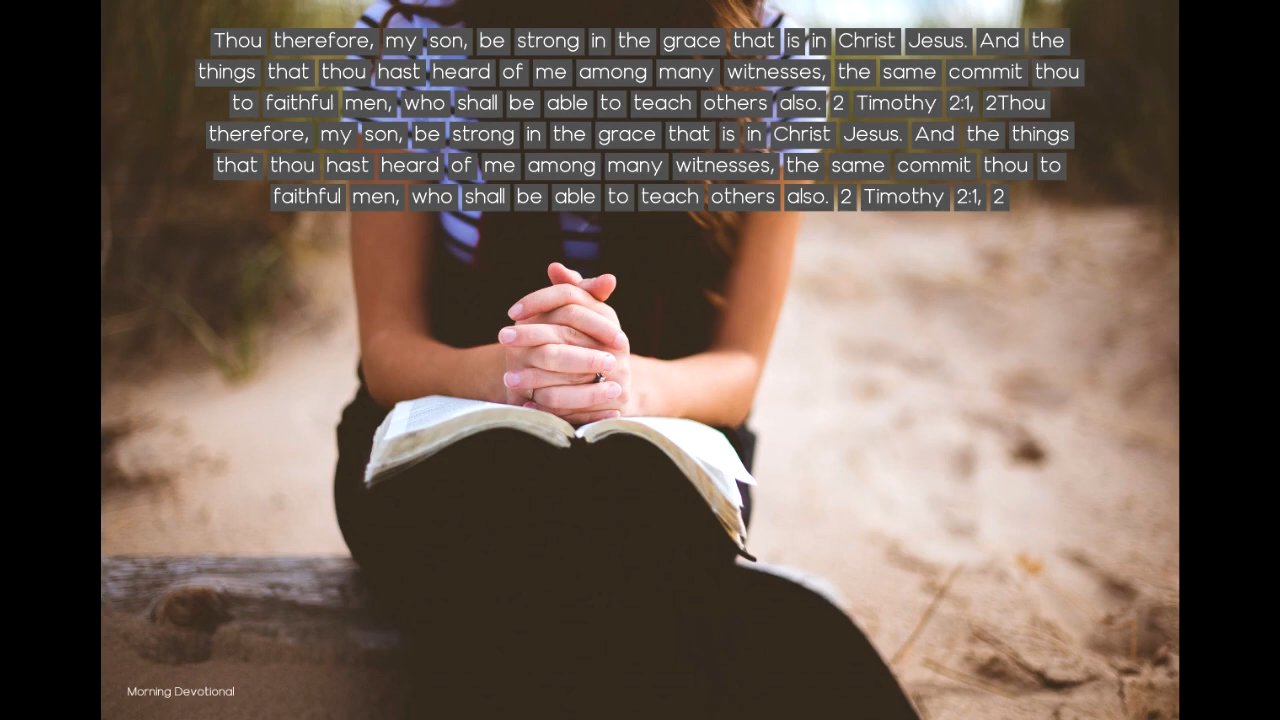 Thou therefore, my son, be strong in the grace that is in Christ Jesus. And the
things that thou hast heard of me among many witnesses, the same commit thou
to faithful men, who shall be able to teach others also. 2 Timothy 2:1, 2Thou
therefore, my son, be strong in the grace that is in Christ Jesus. And the things
that thou hast heard of me among many witnesses, the same commit thou to
faithful men, who shall be able to teach others also. 2 Timothy 2:1, 2
Morning Devotional